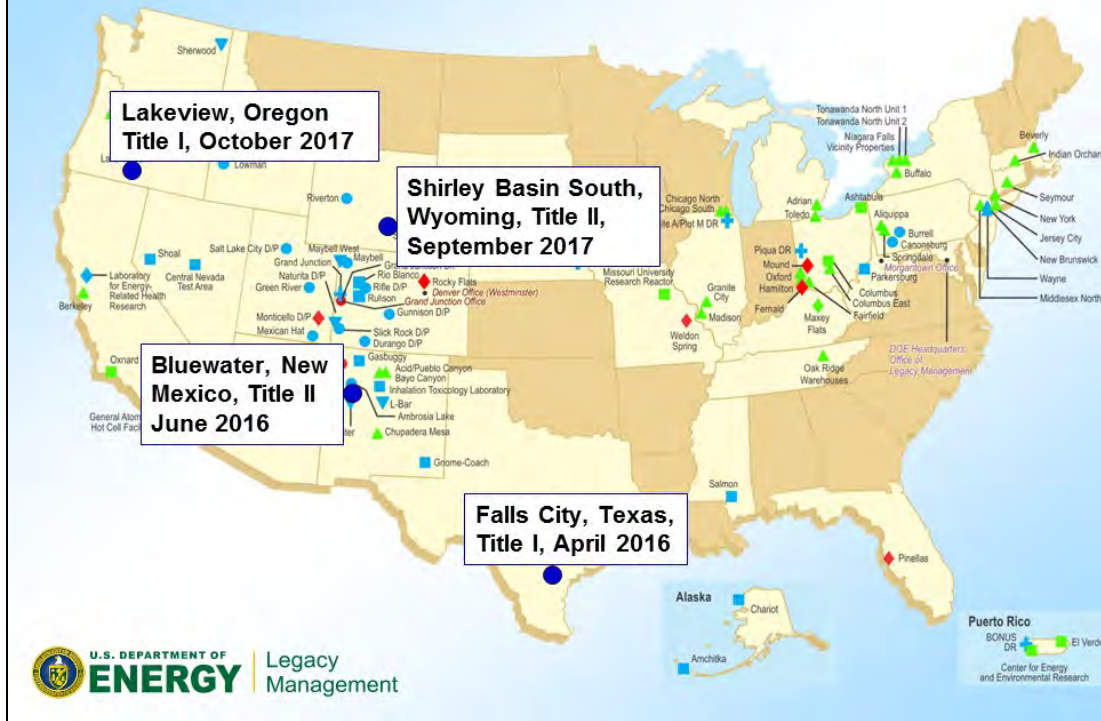 Sherwood
Lakeview, Oregon
Title I, October 2017
Lowman
Shirley Basin South,
Wyoming, Title II,
September 2017
Riverton
Salt Lake City D/P
Maybell West
Maybell
Grand Junction
Rio Blanco
Naturita D/P
Rifle D/P
Green River
Rulison
Rocky Flats
Denver Office (Westminster)
Grand Junction Office
Gunnison D/P
Monticello D/P
Mexican Hat
Slick Rock D/P
Durango D/P
Shoal
Central Nevada
Test Area
Laboratory
for Energy-
Related Health
Research
Berkeley
Oxnard
Bluewater, New
Mexico, Title II
June 2016
Gasbuggy
Acid/Pueblo Canyon
Bayo Canyon
Inhalation Toxicology Laboratory
L-Bar
Ambrosia Lake
Chupadera Mesa
Gnome-Coach
Falls City, Texas,
Title I, April 2016
Chicago North
Chicago South
A/Plot M DR
Missouri University
Research Reactor
Granite
City
Madison
Weldon
Spring
Adrian
Toledo
Piqua DR
Mound
Oxford
Hamilton
Fernald
Ashtabula
Aliquippa
Columbus
Columbus East
Fairfield
Maxey
Flats
Oak Ridge
Warehouses
Parkersburg
Tonawanda North Unit 1
Tonawanda North Unit 2
Niagara Falls
Vicinity Properties
Buffalo
Burrell
Canonsburg
Springdale
Morgantown Office
DOE Headquarters
Office of
Legacy Management
Beverly
Indian Orchar
Seymour
New York
Jersey City
New Brunswick
Wayne
Middlesex North
Salmon
Pinellas
Alaska
Chariot
Amchitka
Puerto Rico
BONUS
DR
El Verde
Center for Energy
and Environmental Research
U.S. DEPARTMENT OF
ENERGY
Legacy
Management